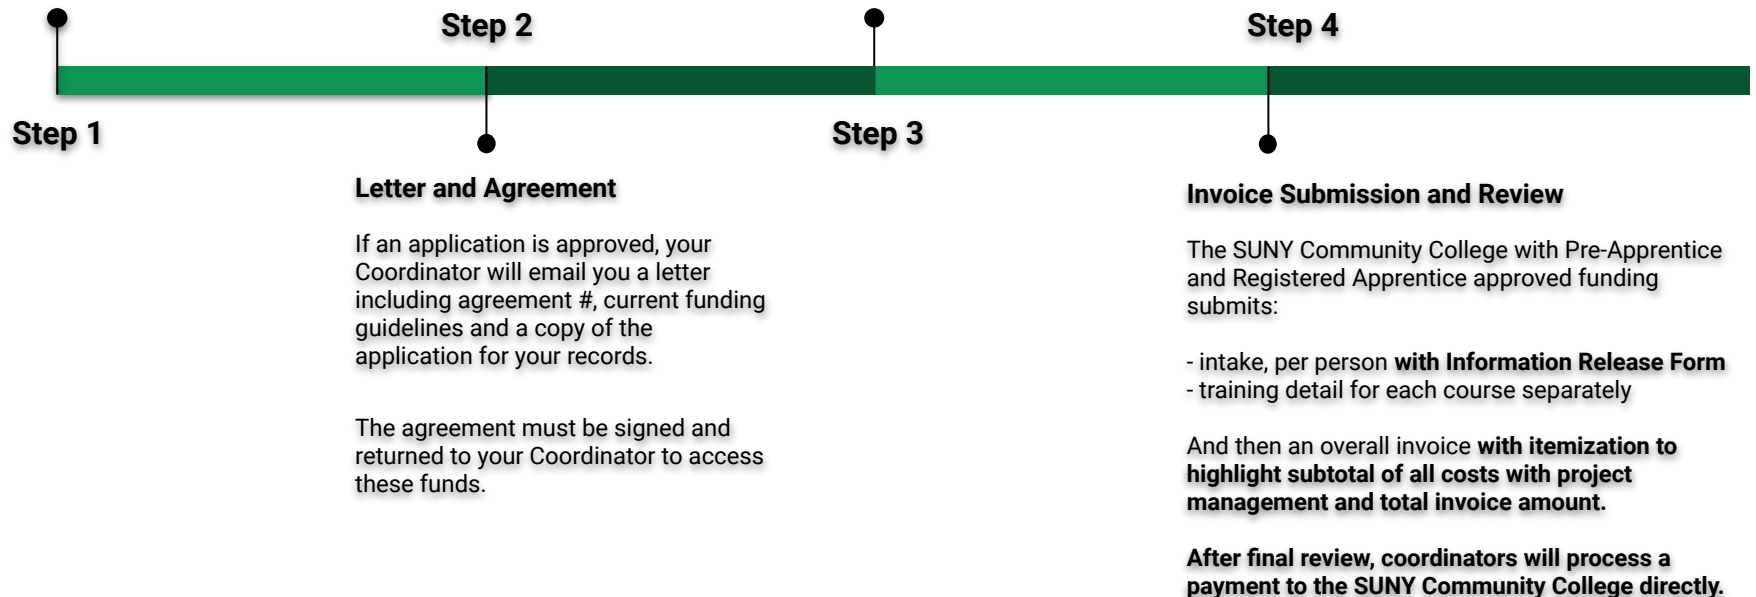 Step 1
Step 2
Letter and Agreement
If an application is approved, your
Coordinator will email you a letter
including agreement #, current funding
guidelines and a copy of the
application for your records.
The agreement must be signed and
returned to your Coordinator to access
these funds.
Step 3
Step 4
Invoice Submission and Review
The SUNY Community College with Pre-Apprentice
and Registered Apprentice approved funding
submits:
- intake, per person with Information Release Form
- training detail for each course separately
And then an overall invoice with itemization to
highlight subtotal of all costs with project
management and total invoice amount.
After final review, coordinators will process a
payment to the SUNY Community College directly.